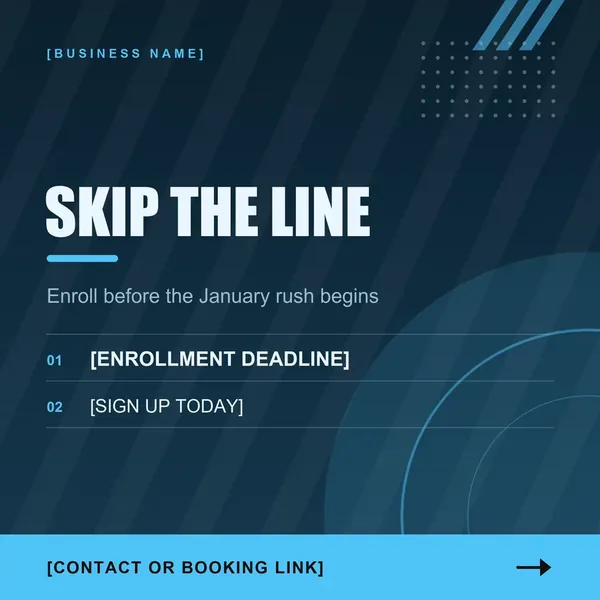 [BUSINESS NAME]
SKIP THE LINE
Enroll before the January rush begins
01 [ENROLLMENT DEADLINE]
02 [SIGN UP TODAY]
[CONTACT OR BOOKING LINK]